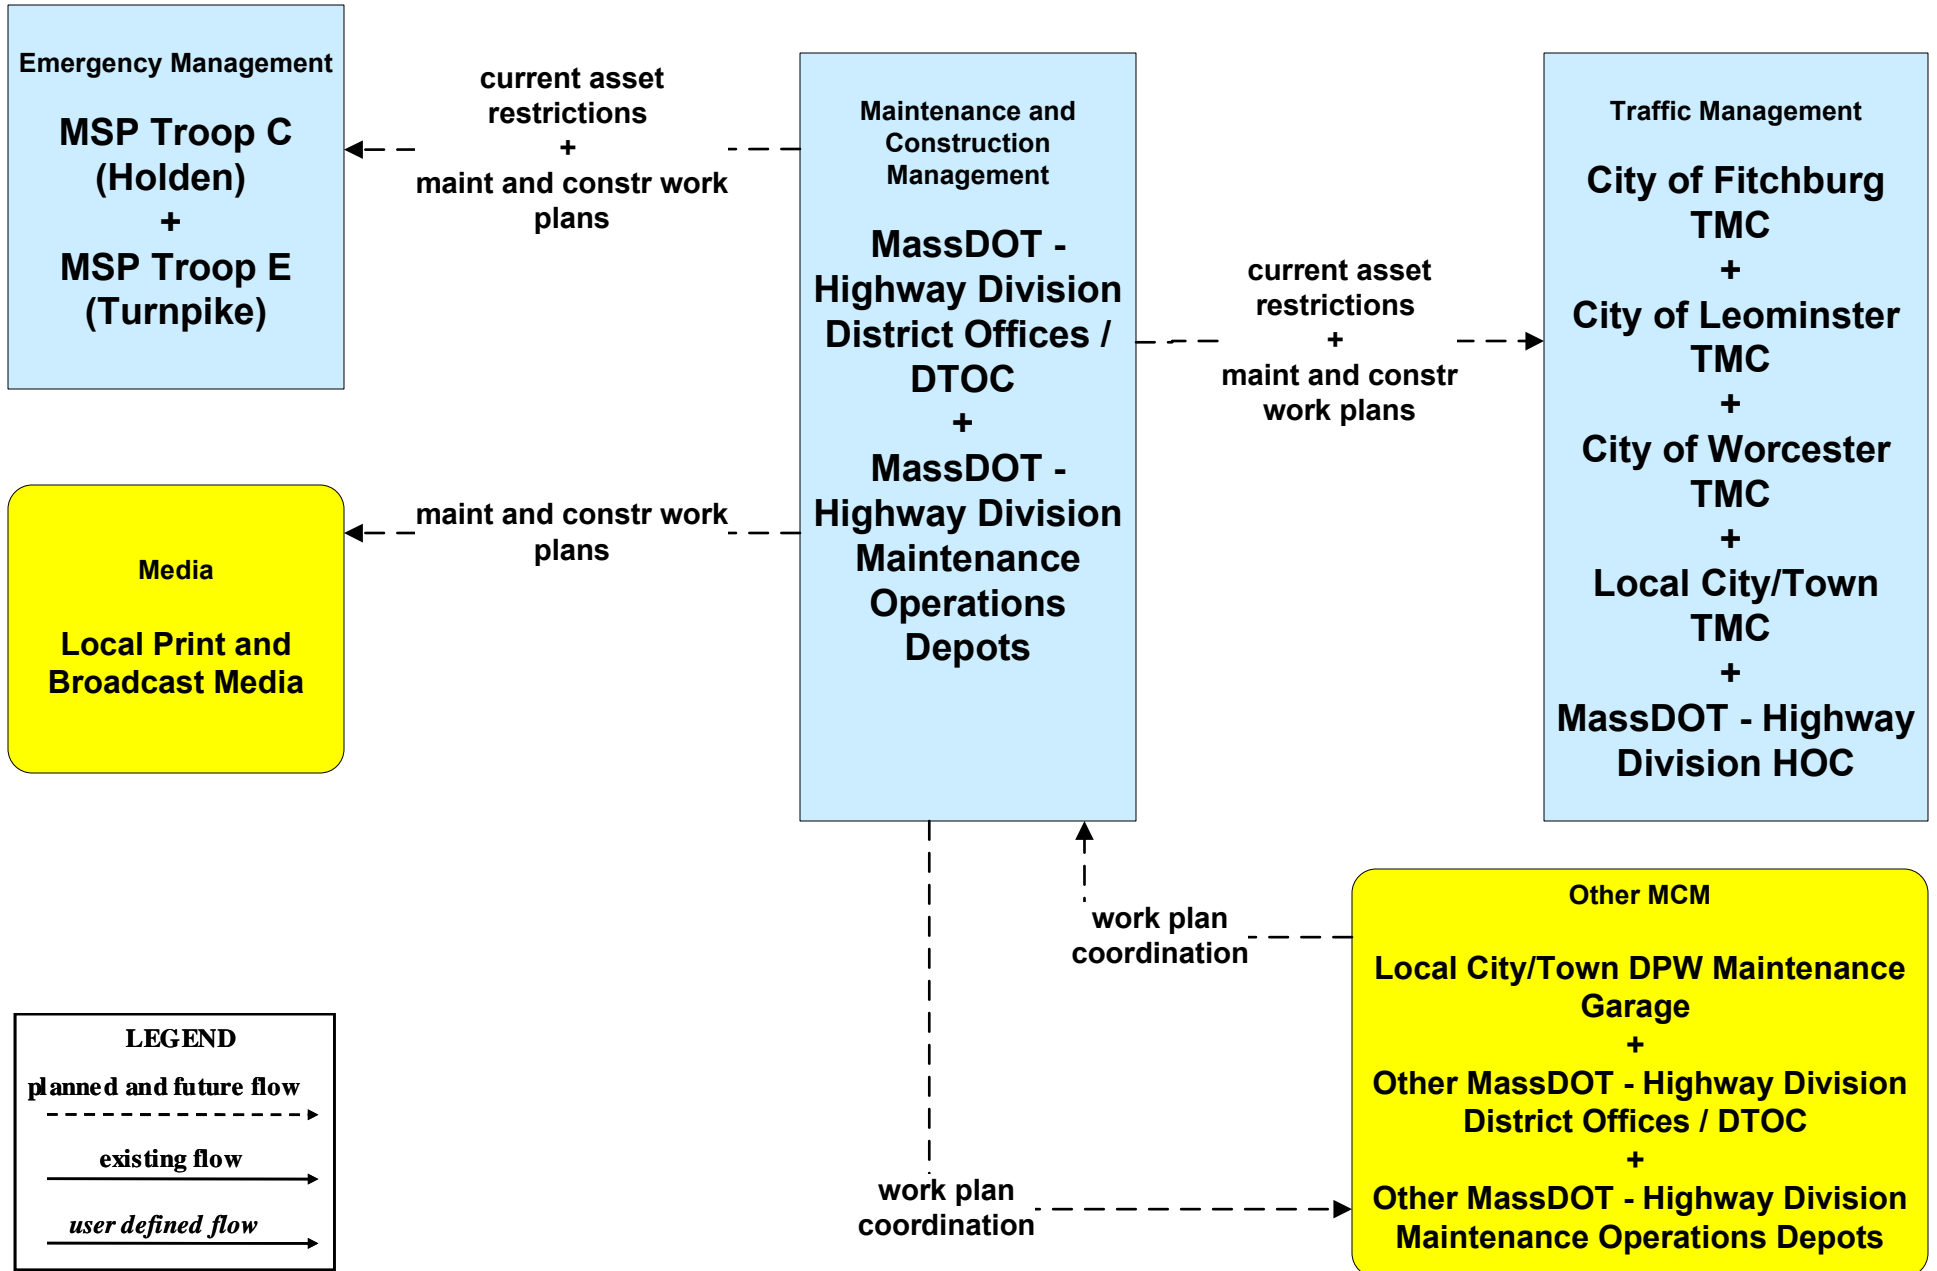 Emergency Management
MSP Troop C
(Holden)
+
MSP Troop E
(Turnpike)
current asset
restrictions
+
maint and constr work
plans
Maintenance and
Construction
Management
MassDOT -
Highway Division
District Offices /
DTOC
+
MassDOT -
Highway Division
Maintenance
Operations
Depots
current asset
restrictions
+
maint and constr
work plans
Traffic Management
City of Fitchburg
TMC
+
City of Leominster
TMC
+
City of Worcester
TMC
+
Local City/Town
TMC
+
MassDOT - Highway
Division HOC
Media
Local Print and
Broadcast Media
maint and constr work
plans
work plan
coordination
Other MCM
Local City/Town DPW Maintenance
Garage
+
Other MassDOT - Highway Division
District Offices / DTOC
+
Other MassDOT - Highway Division
Maintenance Operations Depots
work plan
coordination
LEGEND
planned and future flow
existing flow
user defined flow